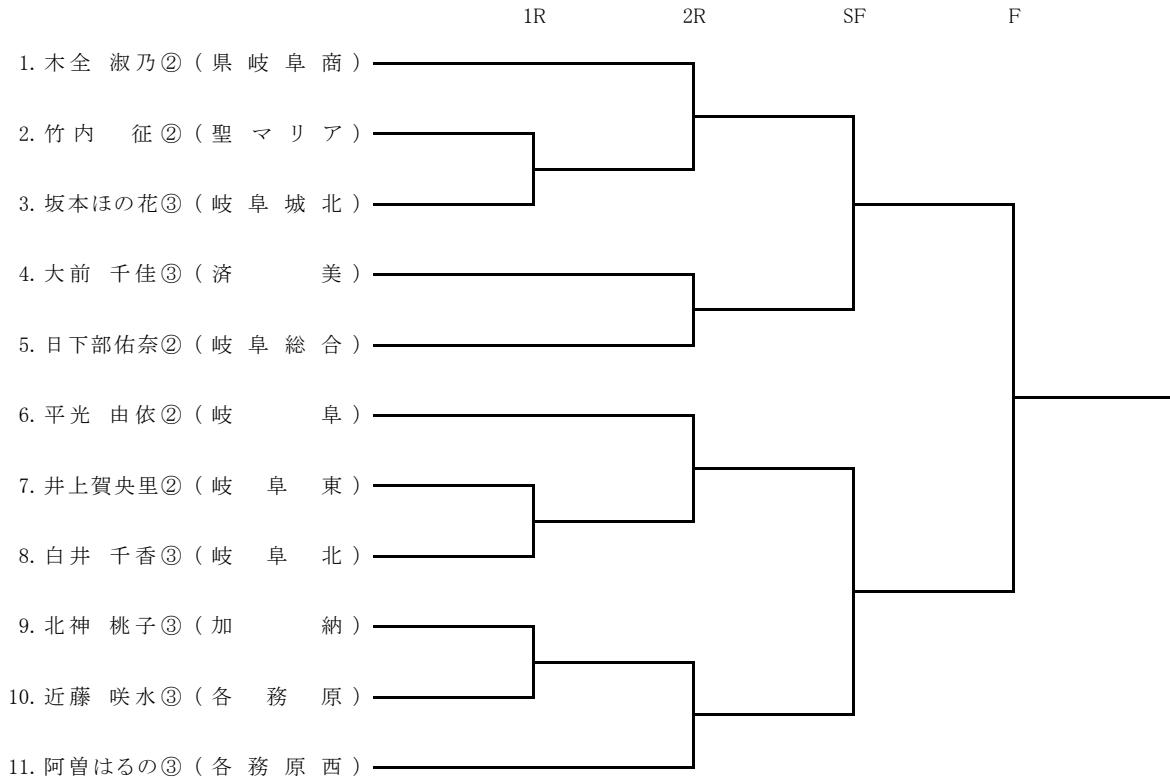 1R 2R SF F
1. 木全 淑乃② ( 県岐阜商 )
2. 竹内 征② ( 聖マリア )
3. 坂本ほの花③ ( 岐阜城北 )
4. 大前 千佳③ ( 済美 )
5. 日下部佑奈② ( 岐阜総合 )
6. 平光 由依② ( 岐阜 )
7. 井上賀央里② ( 岐阜東 )
8. 白井 千香③ ( 岐阜北 )
9. 北神 桃子③ ( 加納 )
10. 近藤 咲水③ ( 各務原 )
11. 阿曽はるの③ ( 各務原西 )